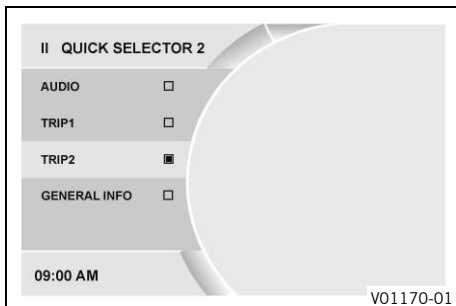 II QUICK SELECTOR 2
AUDIO
TRIP1
TRIP2
GENERAL INFO
09:00 AM
V01170-01